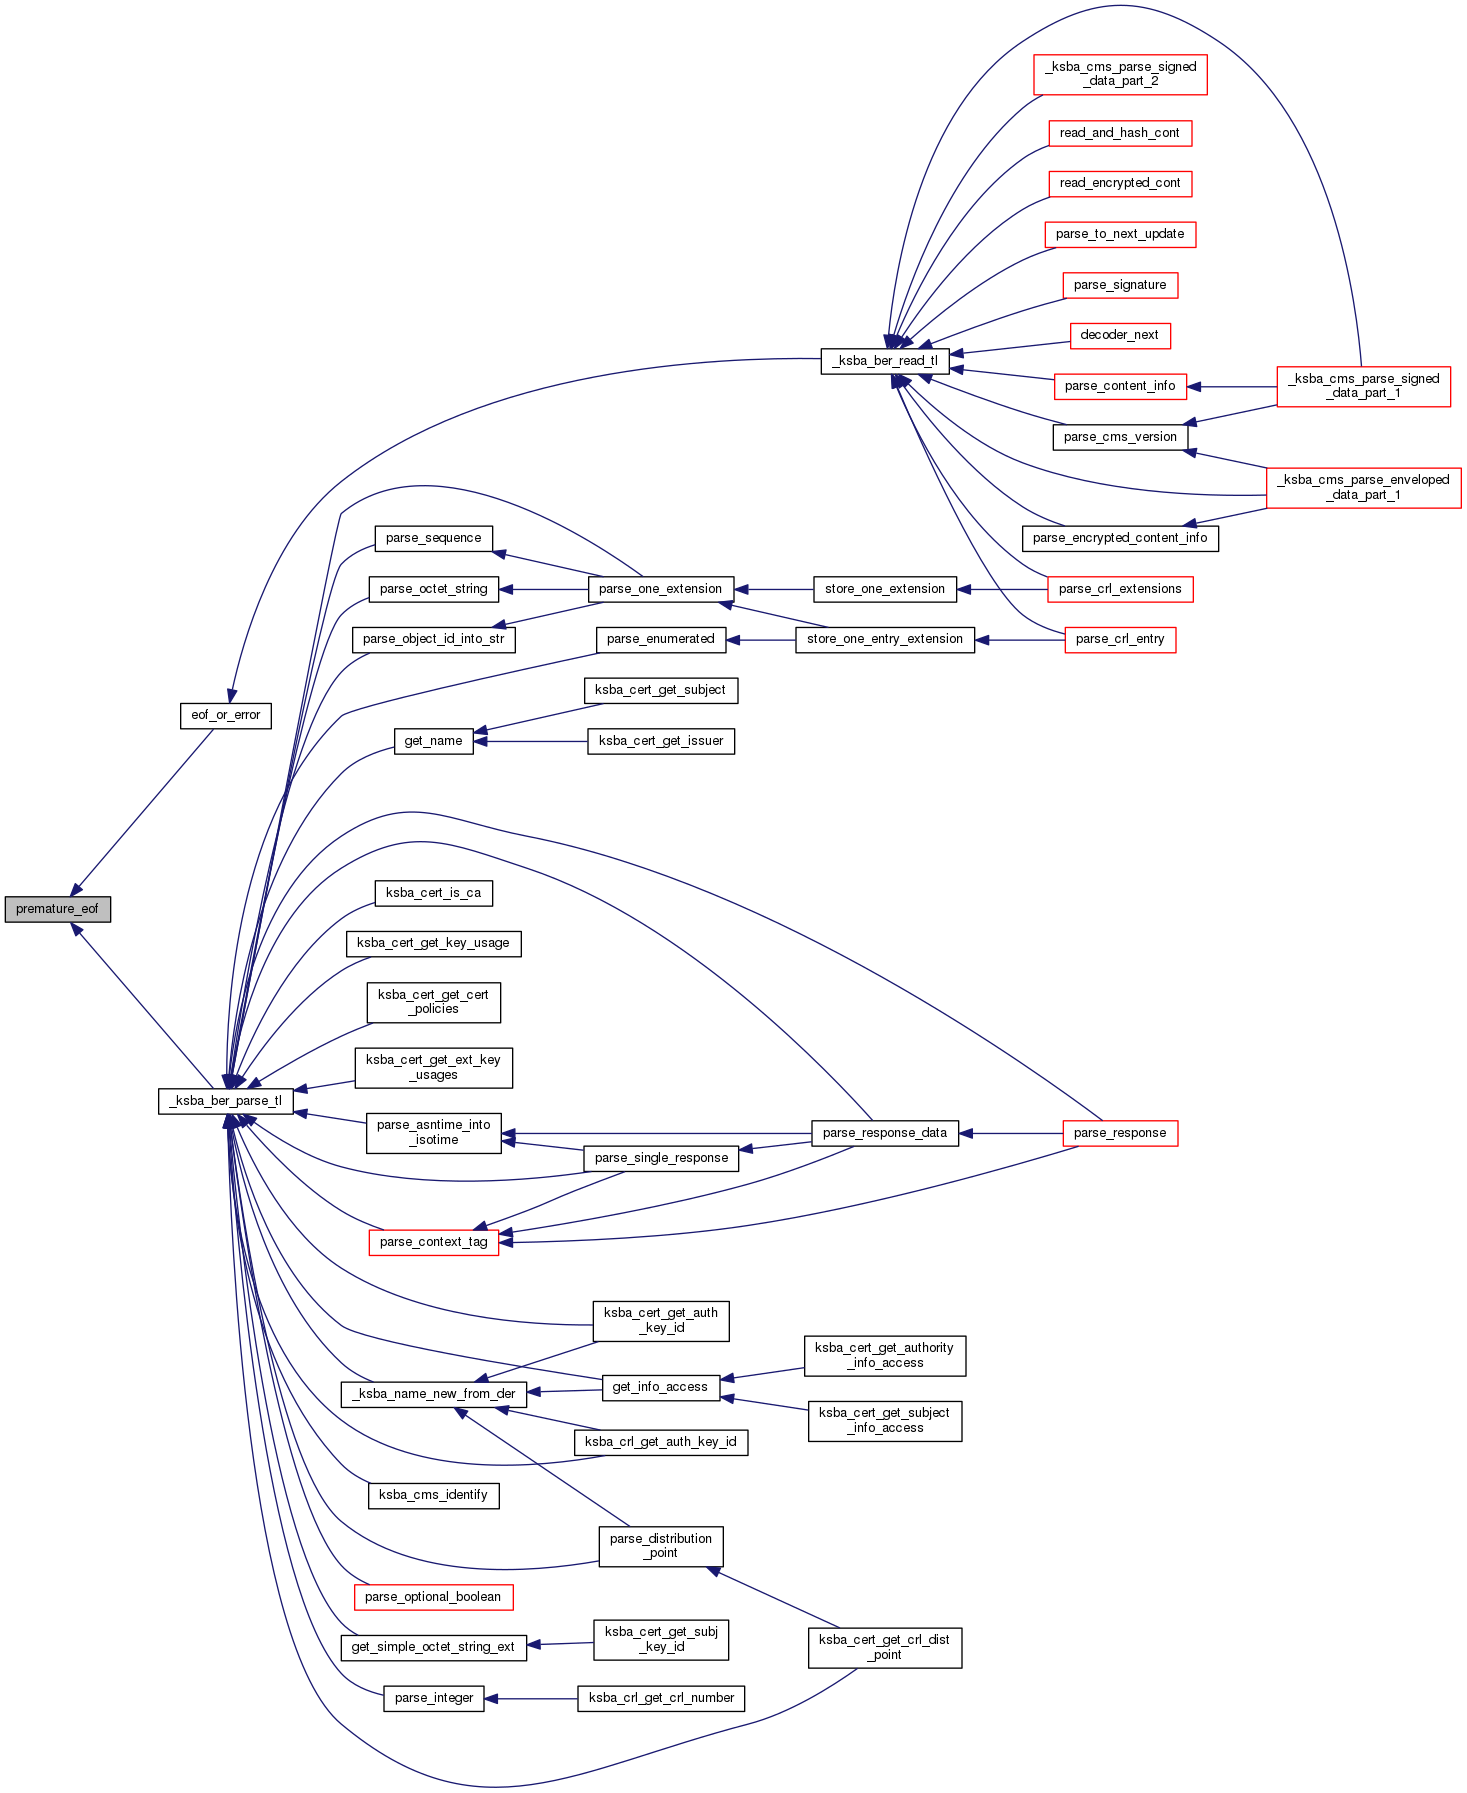 _ksba_cms_parse_signed
_data_part_2
read_and_hash_cont
read_encrypted_cont
parse_to_next_update
parse_signature
decoder_next
_ksba_ber_read_tl
parse_content_info
_ksba_cms_parse_signed
_data_part_1
parse_cms_version
_ksba_cms_parse_enveloped
_data_part_1
parse_sequence
parse_encrypted_content_info
parse_octet_string
parse_one_extension
store_one_extension
parse_crl_extensions
parse_object_id_into_str
parse_enumerated
store_one_entry_extension
parse_crl_entry
ksba_cert_get_subject
eof_or_error
get_name
ksba_cert_get_issuer
ksba_cert_is_ca
premature_eof
ksba_cert_get_key_usage
ksba_cert_get_cert
_policies
ksba_cert_get_ext_key
_usages
_ksba_ber_parse_tl
parse_asntime_into
_isotime
parse_response_data
parse_response
parse_single_response
parse_context_tag
ksba_cert_get_auth
_key_id
ksba_cert_get_authority
_info_access
_ksba_name_new_from_der
get_info_access
ksba_cert_get_subject
_info_access
ksba_crl_get_auth_key_id
ksba_cms_identify
parse_distribution
_point
parse_optional_boolean
get_simple_octet_string_ext
ksba_cert_get_subj
_key_id
ksba_cert_get_crl_dist
_point
parse_integer
ksba_crl_get_crl_number